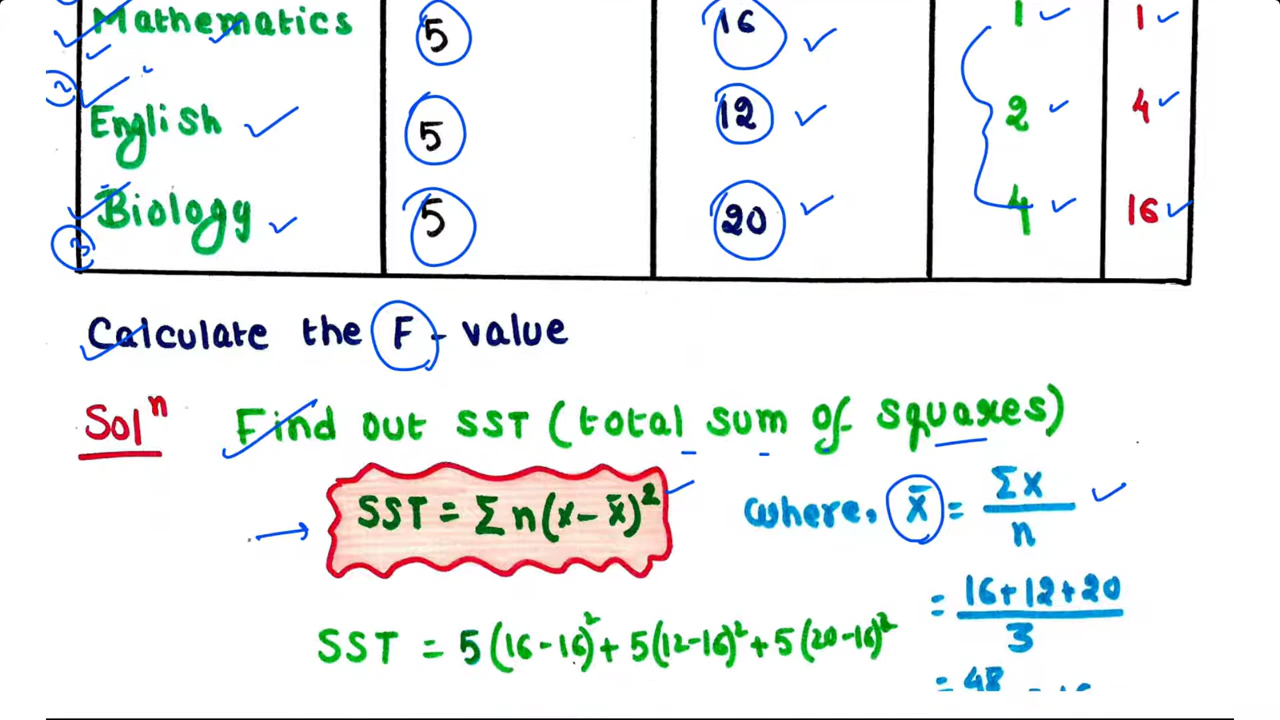 Mathematics 5 16 1 1
2 English 5 12 2 4
3 Biology 5 20 4 16
Calculate the F-value
Solⁿ Find out SST (total sum of squares)
SST = Σ n(x-x̄)² where, x̄ = Σx / n
= 16+12+20 / 3
SST = 5(16-16)² + 5(12-16)² + 5(20-16)²
= 48